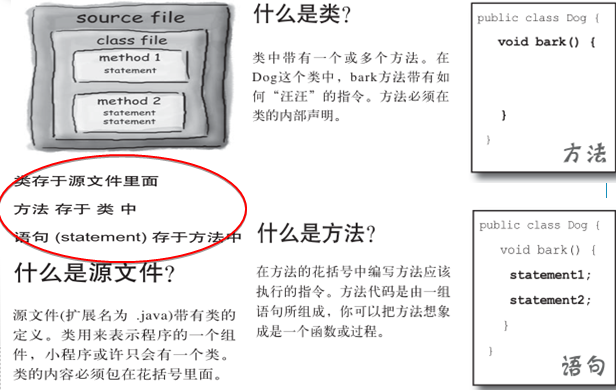 source file
class file
method 1
statement
method 2
statement
statement
类存于源文件里面
方法 存于 类 中
语句 (statement) 存于方法中
什么是源文件?
源文件(扩展名为 .java)带有类的
定义。类用来表示程序的一个组
件，小程序或许只会有一个类。
类的内容必须包在花括号里面。
什么是类?
类中带有一个或多个方法。在
Dog这个类中，bark方法带有如
何“汪汪”的指令。方法必须在
类的内部声明。
什么是方法?
在方法的花括号中编写方法应该
执行的指令。方法代码是由一组
语句所组成，你可以把方法想象
成是一个函数或过程。
public class Dog {
void bark() {
}
}
方法
public class Dog {
void bark() {
statement1;
statement2;
}
}
语句